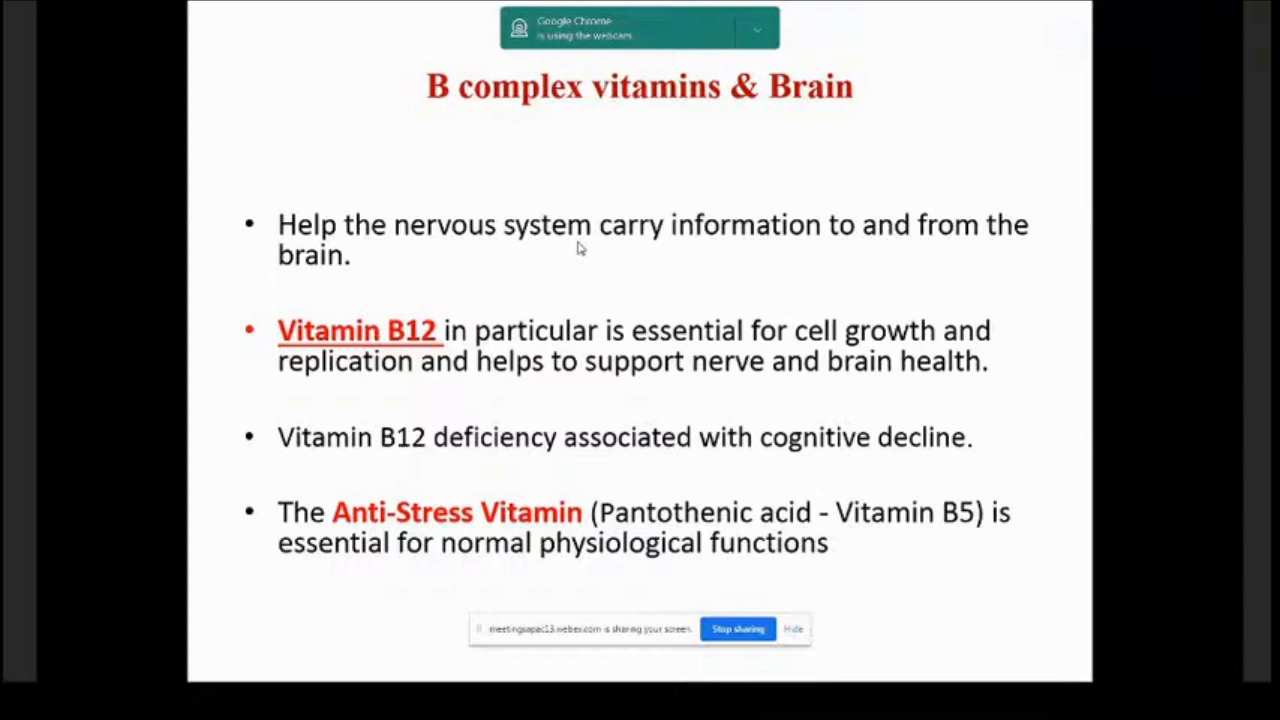 Google Chrome
is using the webcam
B complex vitamins & Brain
• Help the nervous system carry information to and from the
brain.
• Vitamin B12 in particular is essential for cell growth and
replication and helps to support nerve and brain health.
• Vitamin B12 deficiency associated with cognitive decline.
• The Anti-Stress Vitamin (Pantothenic acid - Vitamin B5) is
essential for normal physiological functions
meetingsapac13.webex.com is sharing your screen. Stop sharing Hide